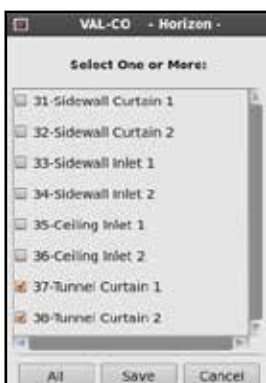 VAL-CO - Horizon -
Select One or More:
31-Sidewall Curtain 1
32-Sidewall Curtain 2
33-Sidewall Inlet 1
34-Sidewall Inlet 2
35-Ceiling Inlet 1
36-Ceiling Inlet 2
37-Tunnel Curtain 1
38-Tunnel Curtain 2
All Save Cancel